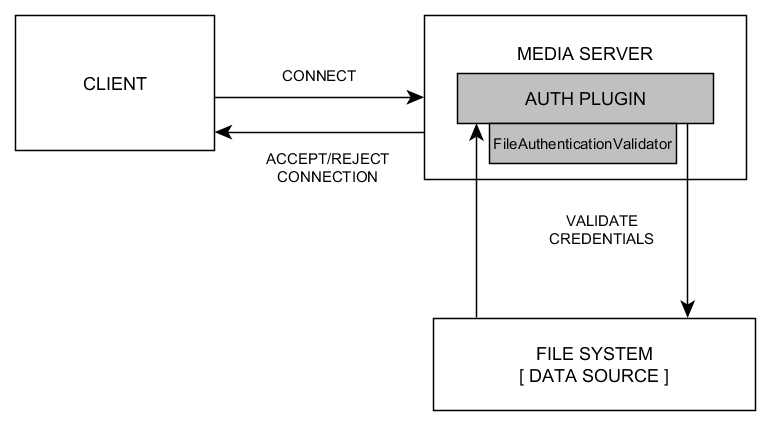 CLIENT
CONNECT
ACCEPT/REJECT
CONNECTION
MEDIA SERVER
AUTH PLUGIN
FileAuthenticationValidator
VALIDATE
CREDENTIALS
FILE SYSTEM
[ DATA SOURCE ]